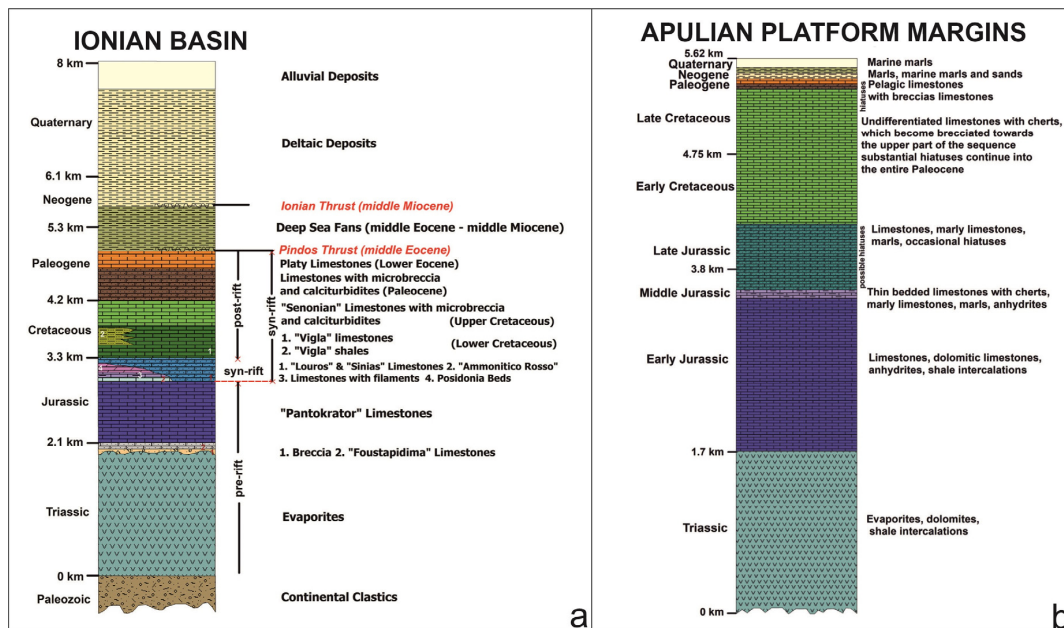 IONIAN BASIN
8 km
Alluvial Deposits
Quaternary
Deltaic Deposits
6.1 km
Neogene
Ionian Thrust (middle Miocene)
5.3 km
Deep Sea Fans (middle Eocene - middle Miocene)
Pindos Thrust (middle Eocene)
Paleogene
Platy Limestones (Lower Eocene)
Limestones with microbreccia
and calciturbidites (Paleocene)
4.2 km
"Senonian" Limestones with microbreccia
and calciturbidites (Upper Cretaceous)
Cretaceous
1. "Vigla" limestones (Lower Cretaceous)
2. "Vigla" shales
2
1
3.3 km
post-rift
syn-rift
syn-rift
1. "Louros" & "Sinias" Limestones 2. "Ammonitico Rosso"
3. Limestones with filaments 4. Posidonia Beds
4
Jurassic
"Pantokrator" Limestones
2.1 km
1. Breccia 2. "Foustapidima" Limestones
pre-rift
Triassic
Evaporites
0 km
Paleozoic
Continental Clastics
a
APULIAN PLATFORM MARGINS
5.62 km
Quaternary
Marine marls
Neogene
Marls, marine marls and sands
Paleogene
Pelagic limestones
with breccias limestones
hiatuses
Late Cretaceous
Undifferentiated limestones with cherts,
which become brecciated towards
the upper part of the sequence
substantial hiatuses continue into
the entire Paleocene
4.75 km
Early Cretaceous
Late Jurassic
Limestones, marly limestones,
marls, occasional hiatuses
possible hiatuses
3.8 km
Middle Jurassic
Thin bedded limestones with cherts,
marly limestones, marls, anhydrites
Early Jurassic
Limestones, dolomitic limestones,
anhydrites, shale intercalations
1.7 km
Triassic
Evaporites, dolomites,
shale intercalations
0 km
b